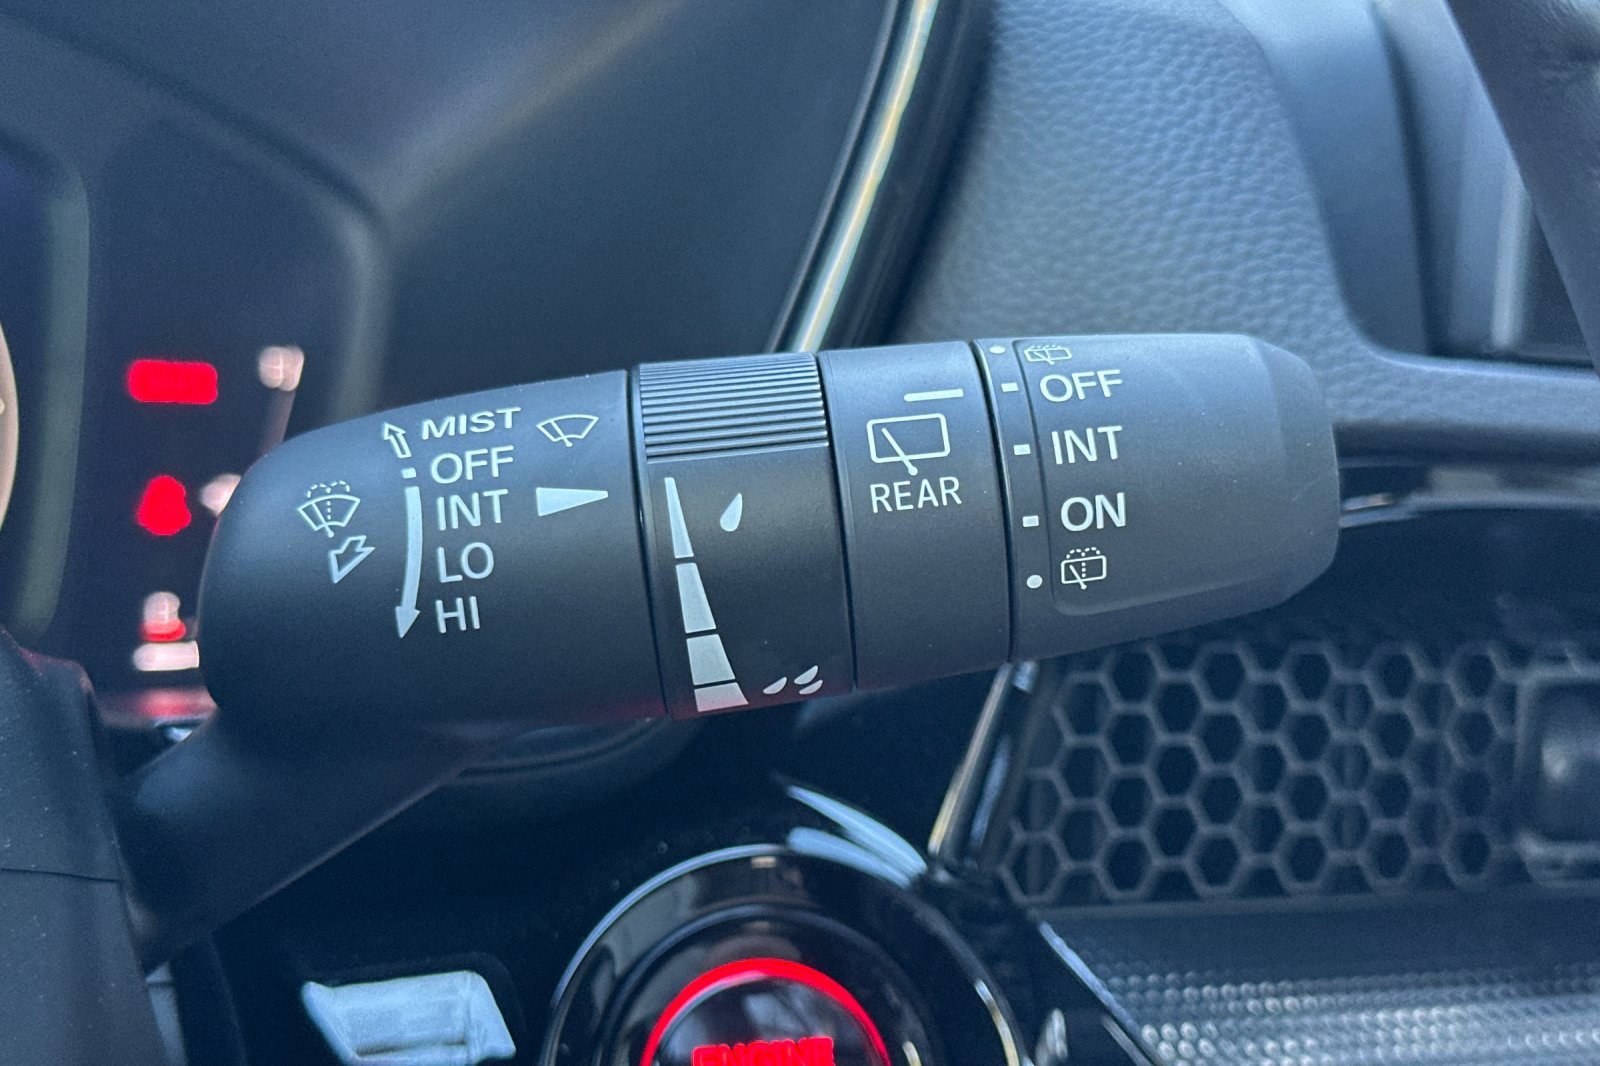 MIST
OFF
INT
LO
HI
REAR
OFF
INT
ON
ENGINE